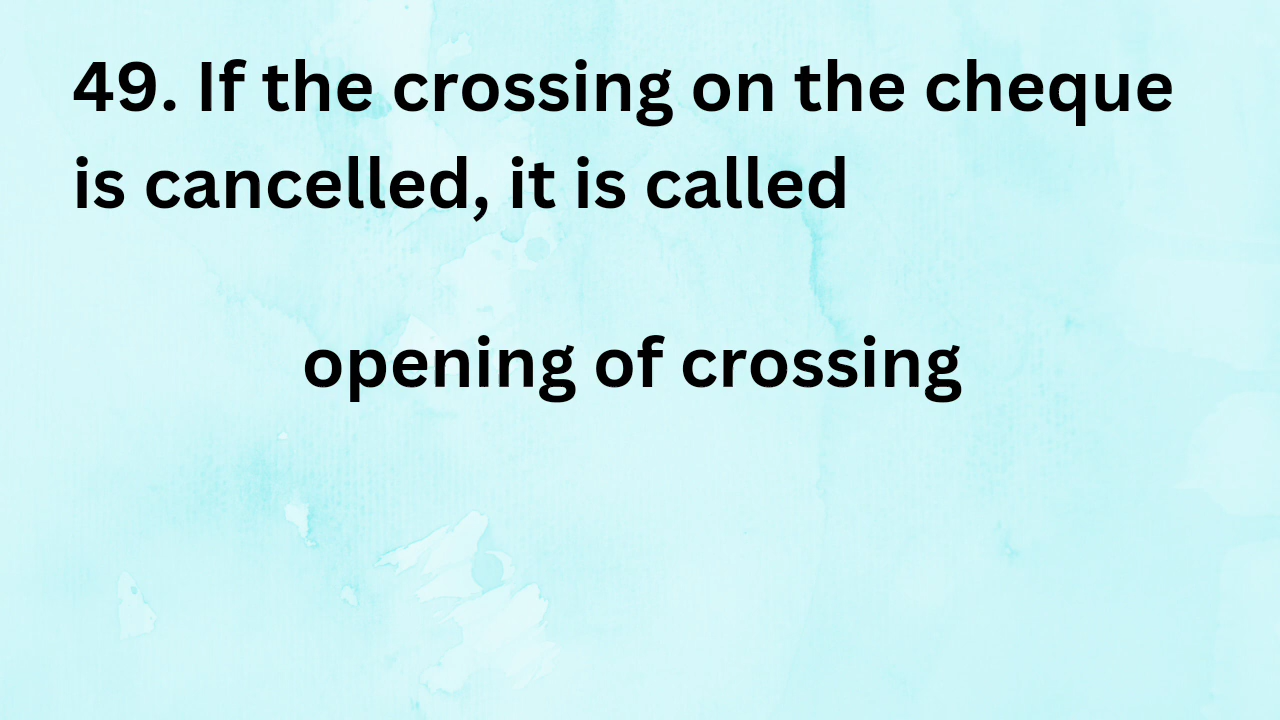 49. If the crossing on the cheque
is cancelled, it is called
opening of crossing